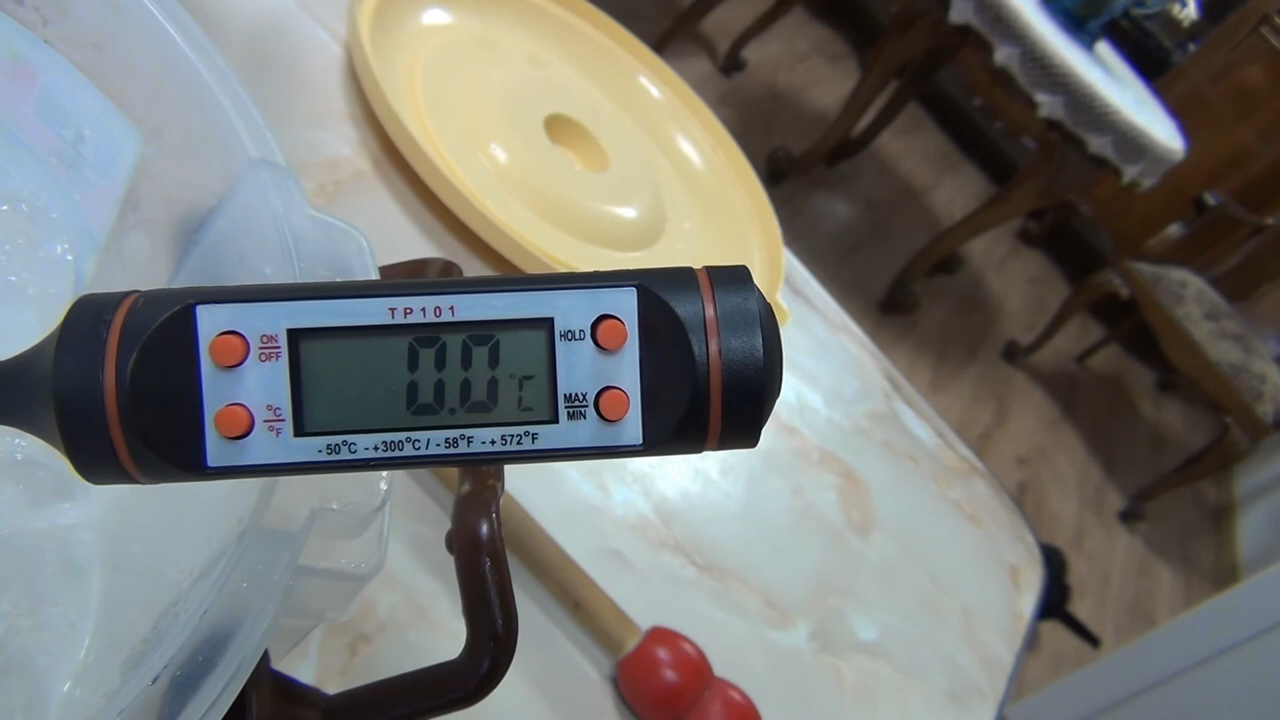 TP101
ON
OFF
°C
°F
0.0 °C
HOLD
MAX
MIN
-50°C -+300°C / -58°F -+572°F